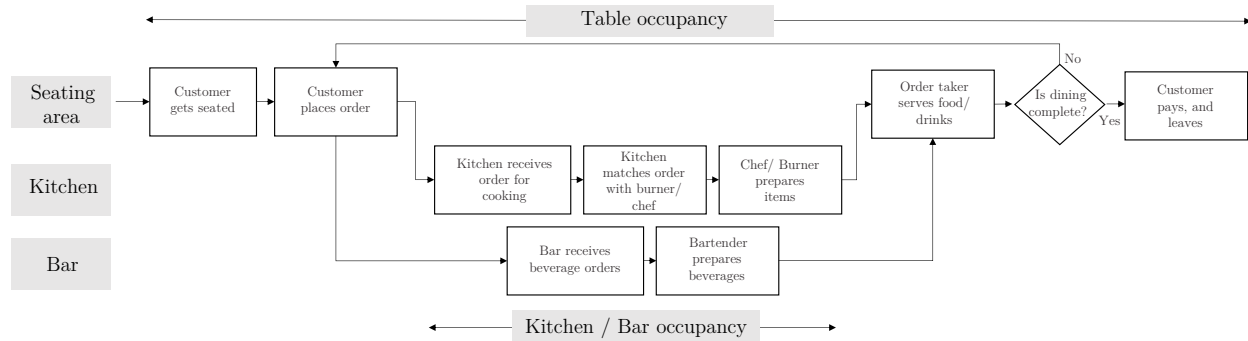 Table occupancy
Seating
area
Customer
gets seated
Customer
places order
Order taker
serves food/
drinks
No
Is dining
complete?
Yes
Customer
pays, and
leaves
Kitchen
Kitchen receives
order for
cooking
Kitchen
matches order
with burner/
chef
Chef/ Burner
prepares
items
Bar
Bar receives
beverage orders
Bartender
prepares
beverages
Kitchen / Bar occupancy